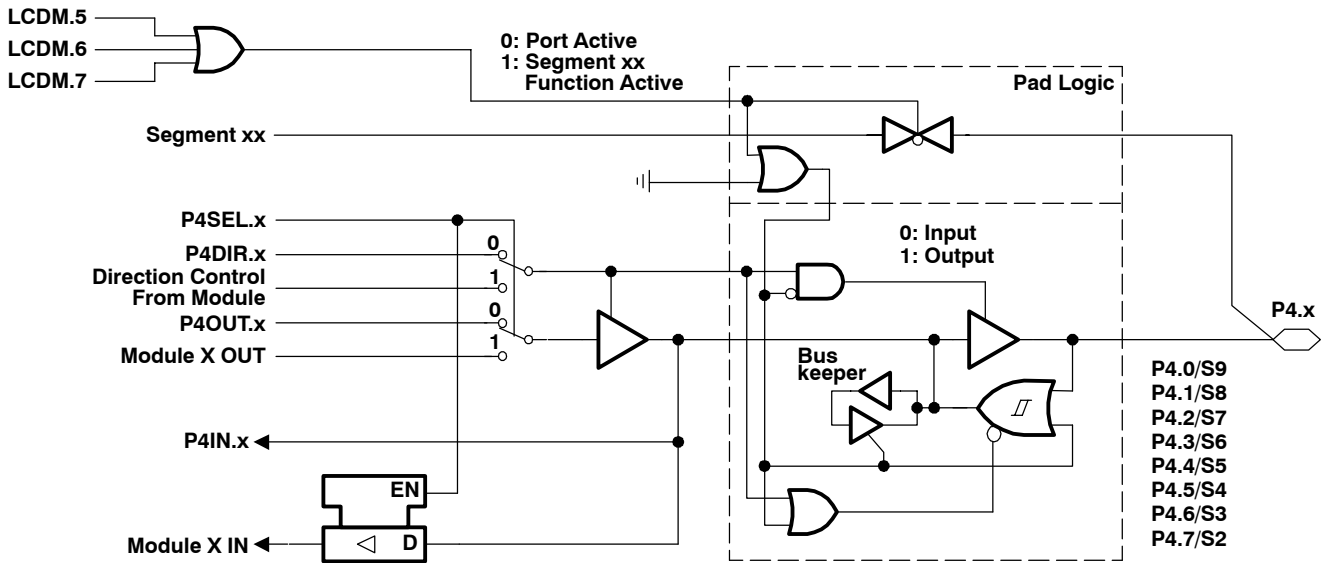 LCDM.5
LCDM.6
LCDM.7
0: Port Active
1: Segment xx
Function Active
Pad Logic
Segment xx
P4SEL.x
0: Input
1: Output
P4DIR.x
0
Direction Control
From Module
1
P4OUT.x
0
Module X OUT
1
P4.x
Bus
keeper
P4.0/S9
P4.1/S8
P4.2/S7
P4.3/S6
P4.4/S5
P4.5/S4
P4.6/S3
P4.7/S2
P4IN.x
EN
Module X IN
D